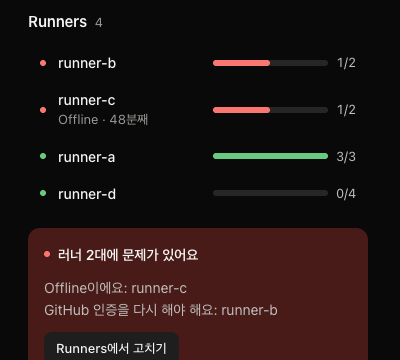 Runners 4
runner-b 1/2
runner-c 1/2
Offline · 48분째
runner-a 3/3
runner-d 0/4
러너 2대에 문제가 있어요
Offline이에요: runner-c
GitHub 인증을 다시 해야 해요: runner-b
Runners에서 고치기